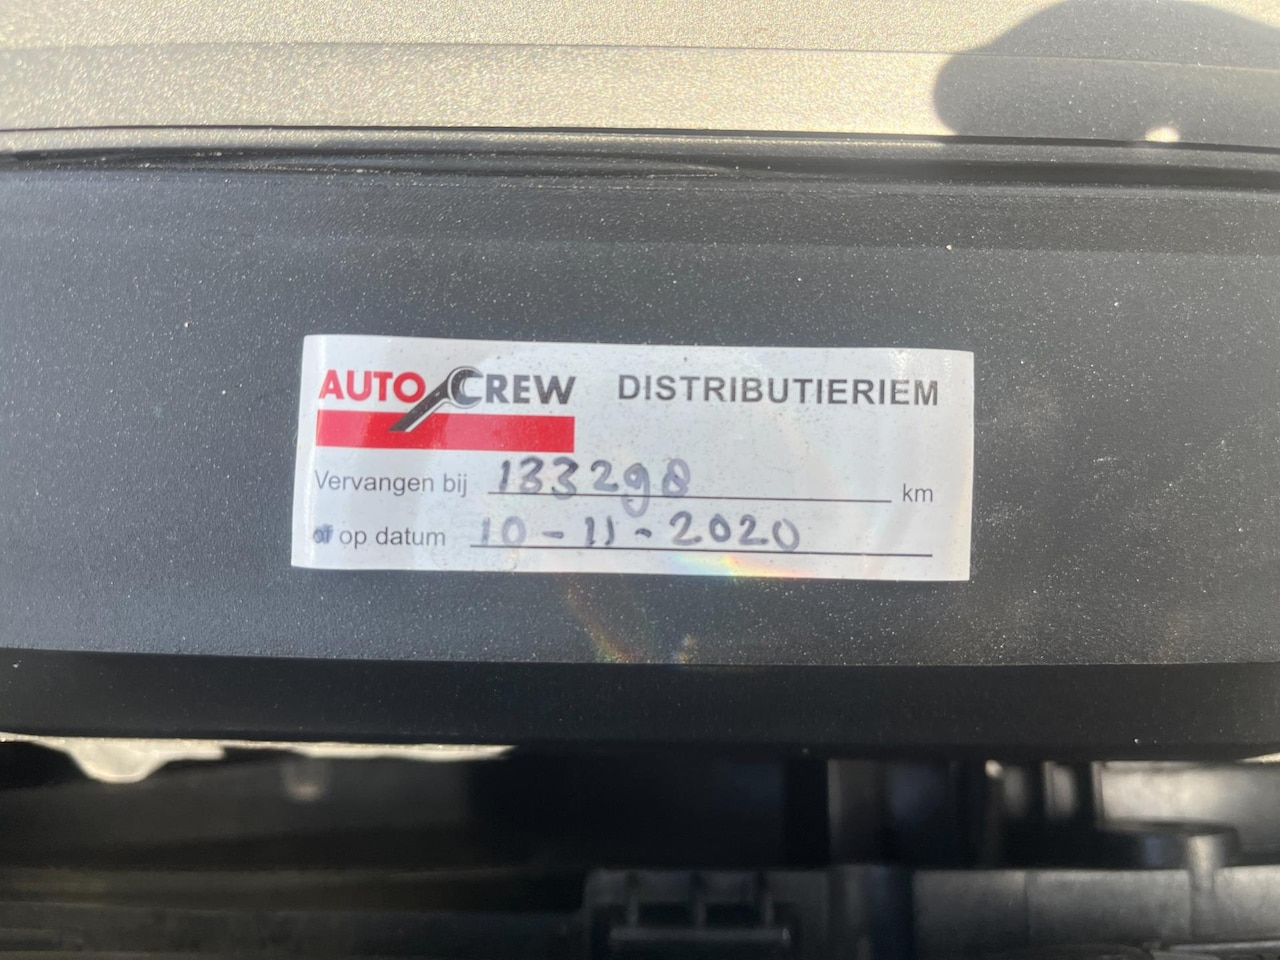 AUTO CREW DISTRIBUTIERIEM
Vervangen bij 133298 km
of op datum 10-11-2020